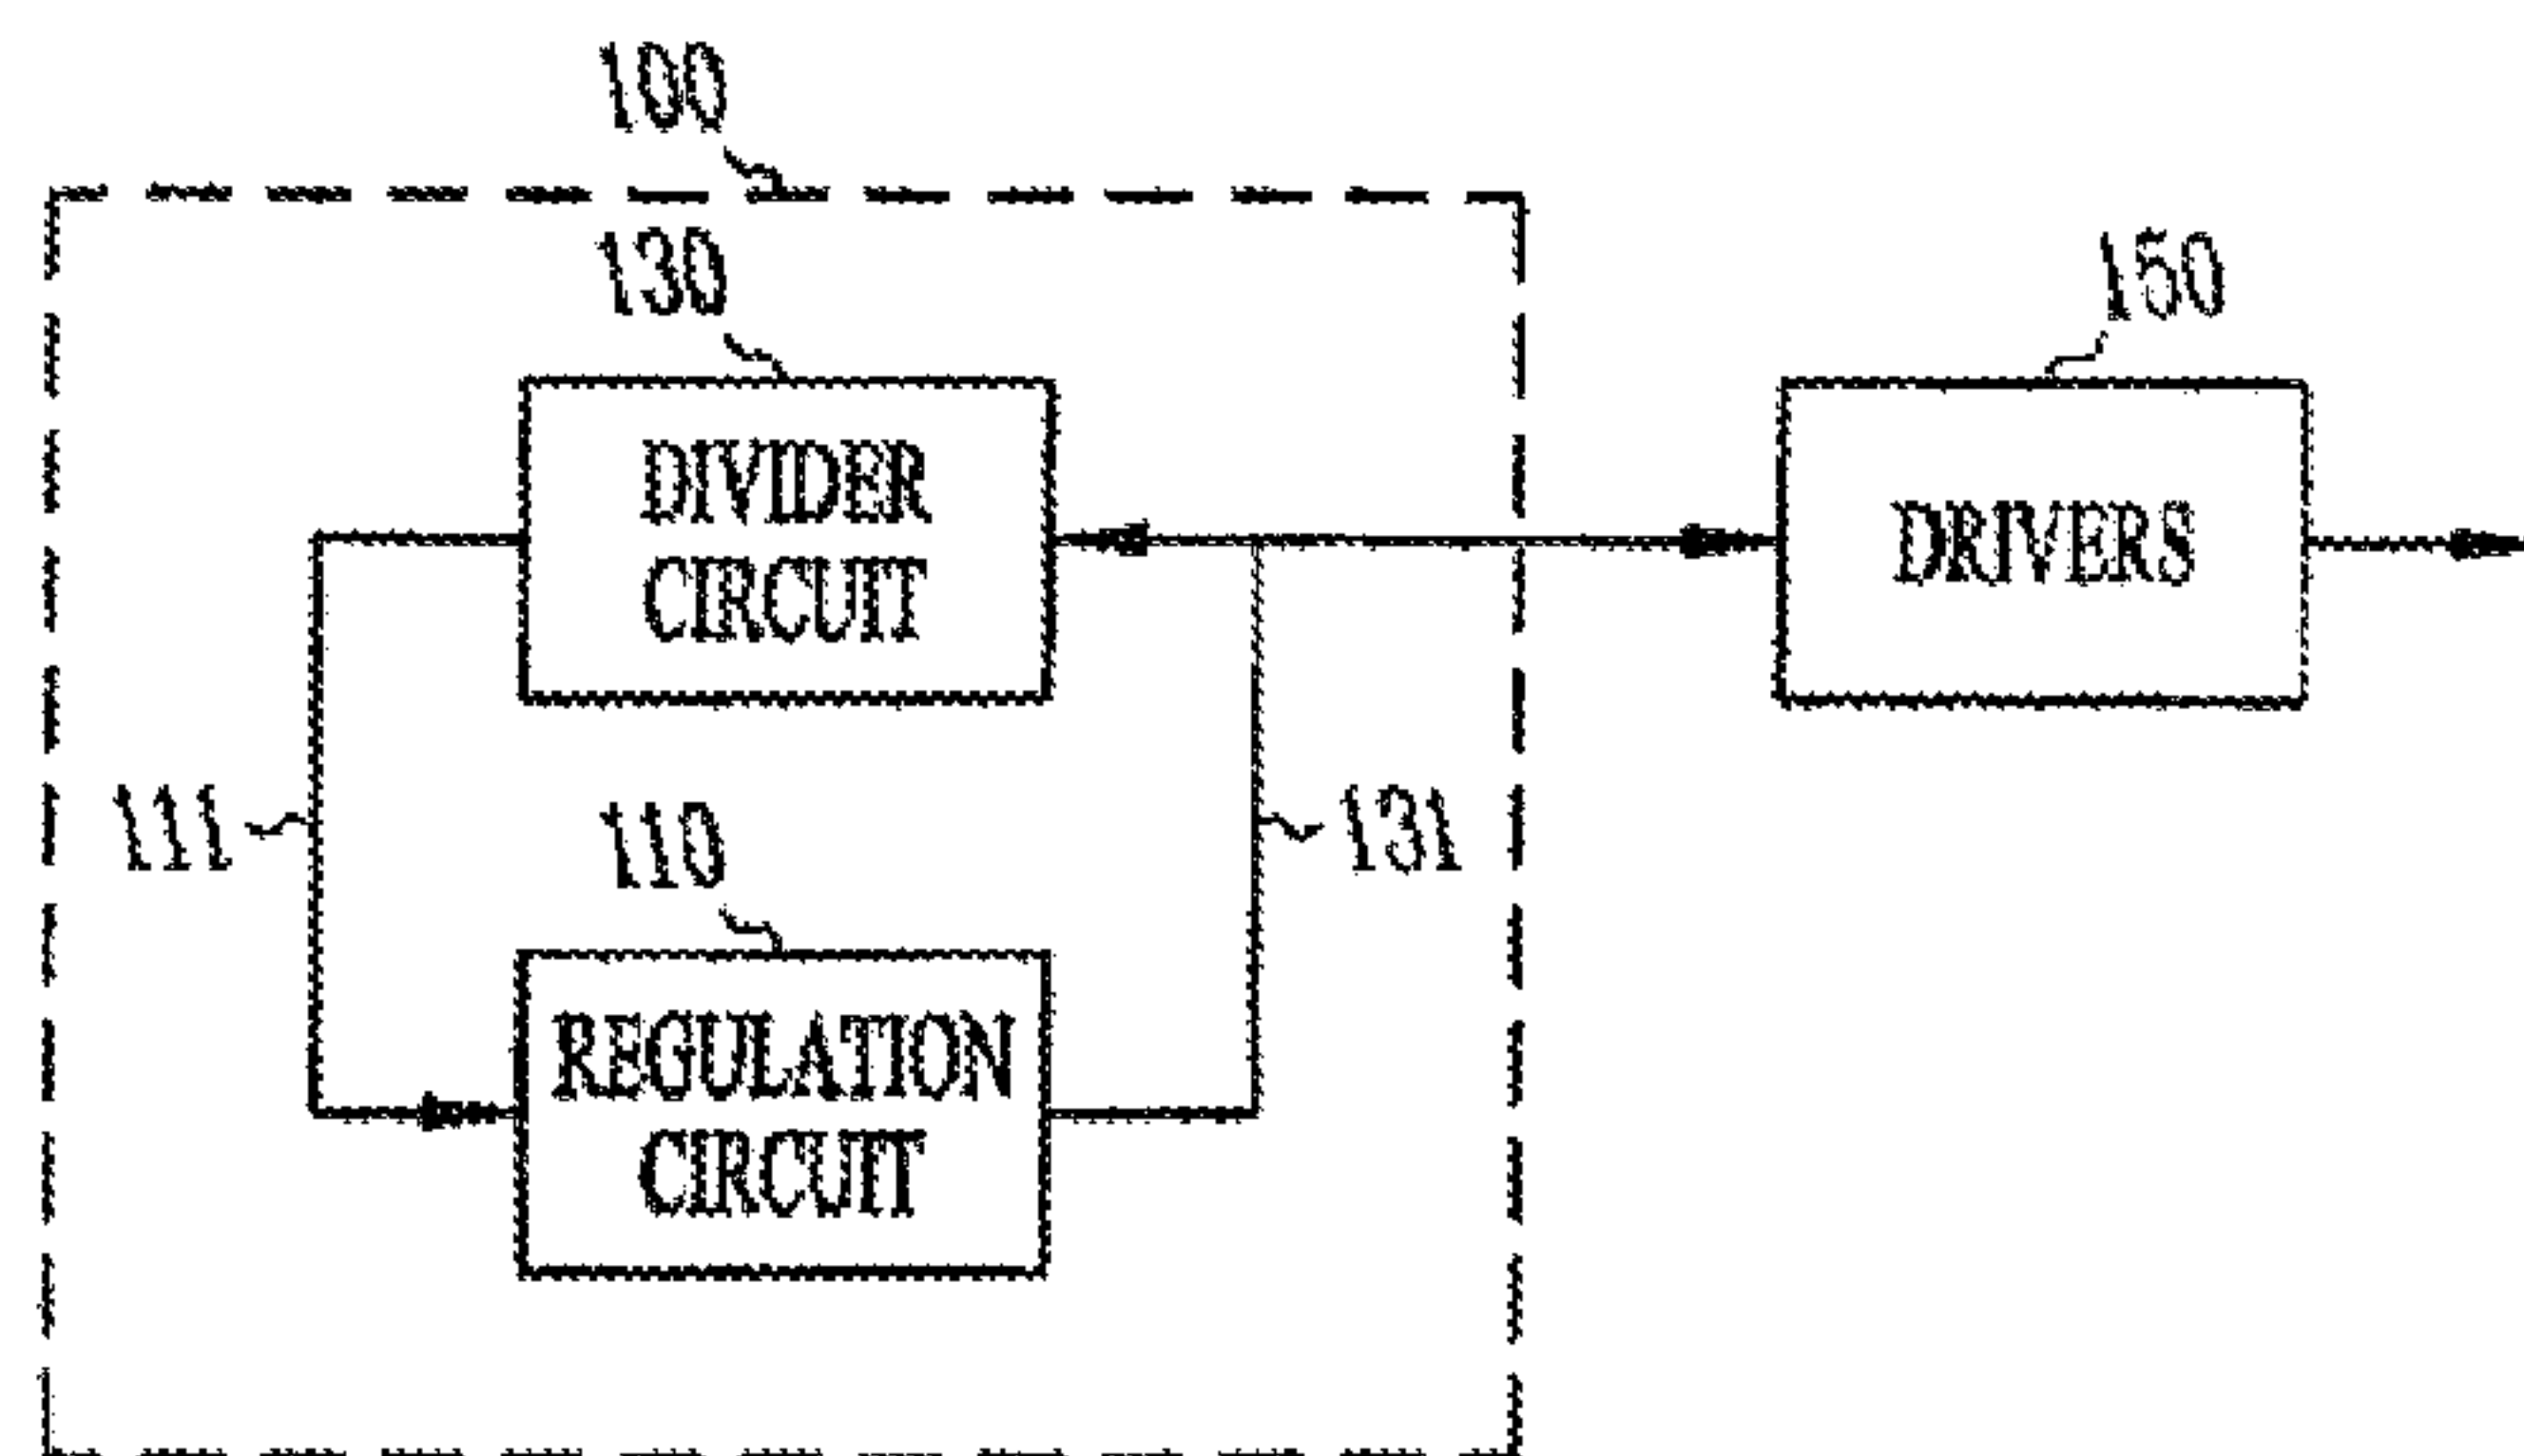 100
130
150
DIVIDER
CIRCUIT
DRIVERS
111
110
131
REGULATION
CIRCUIT